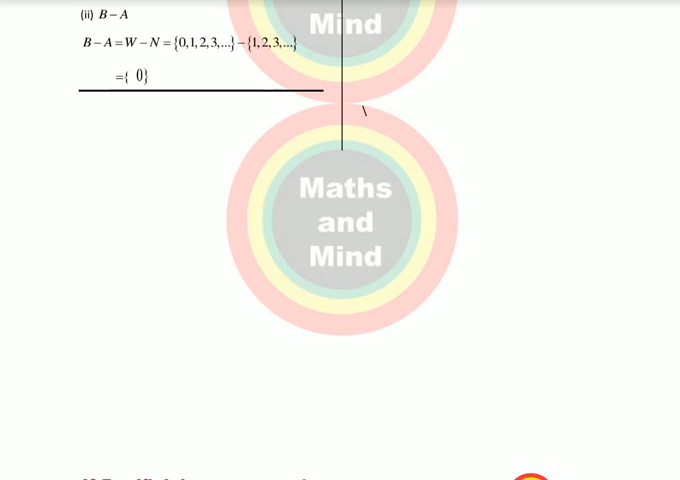 (ii) B – A
B – A = W – N = {0,1,2,3,...} – {1,2,3,...}
={ 0}
\
Mind
Maths
and
Mind